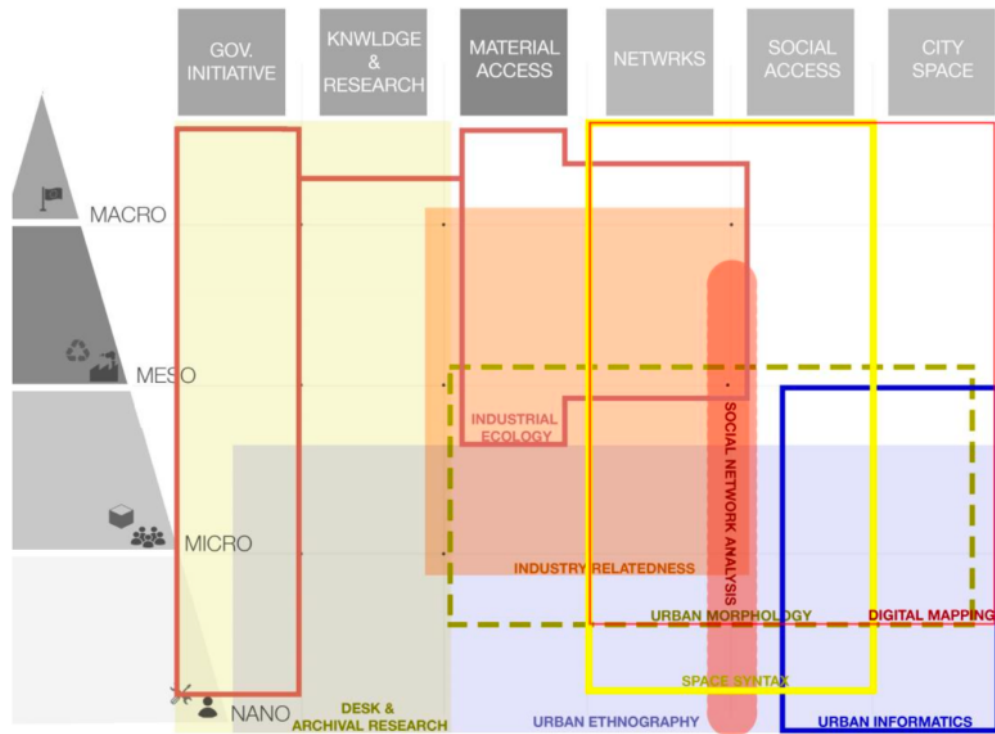 GOV.
INITIATIVE
KNWLDGE
&
RESEARCH
MATERIAL
ACCESS
NETWRKS
SOCIAL
ACCESS
CITY
SPACE
MACRO
MESO
INDUSTRIAL
ECOLOGY
SOCIAL NETWORK ANALYSIS
MICRO
INDUSTRY RELATEDNESS
URBAN MORPHOLOGY
DIGITAL MAPPING
SPACE SYNTAX
NANO
DESK &
ARCHIVAL RESEARCH
URBAN ETHNOGRAPHY
URBAN INFORMATICS